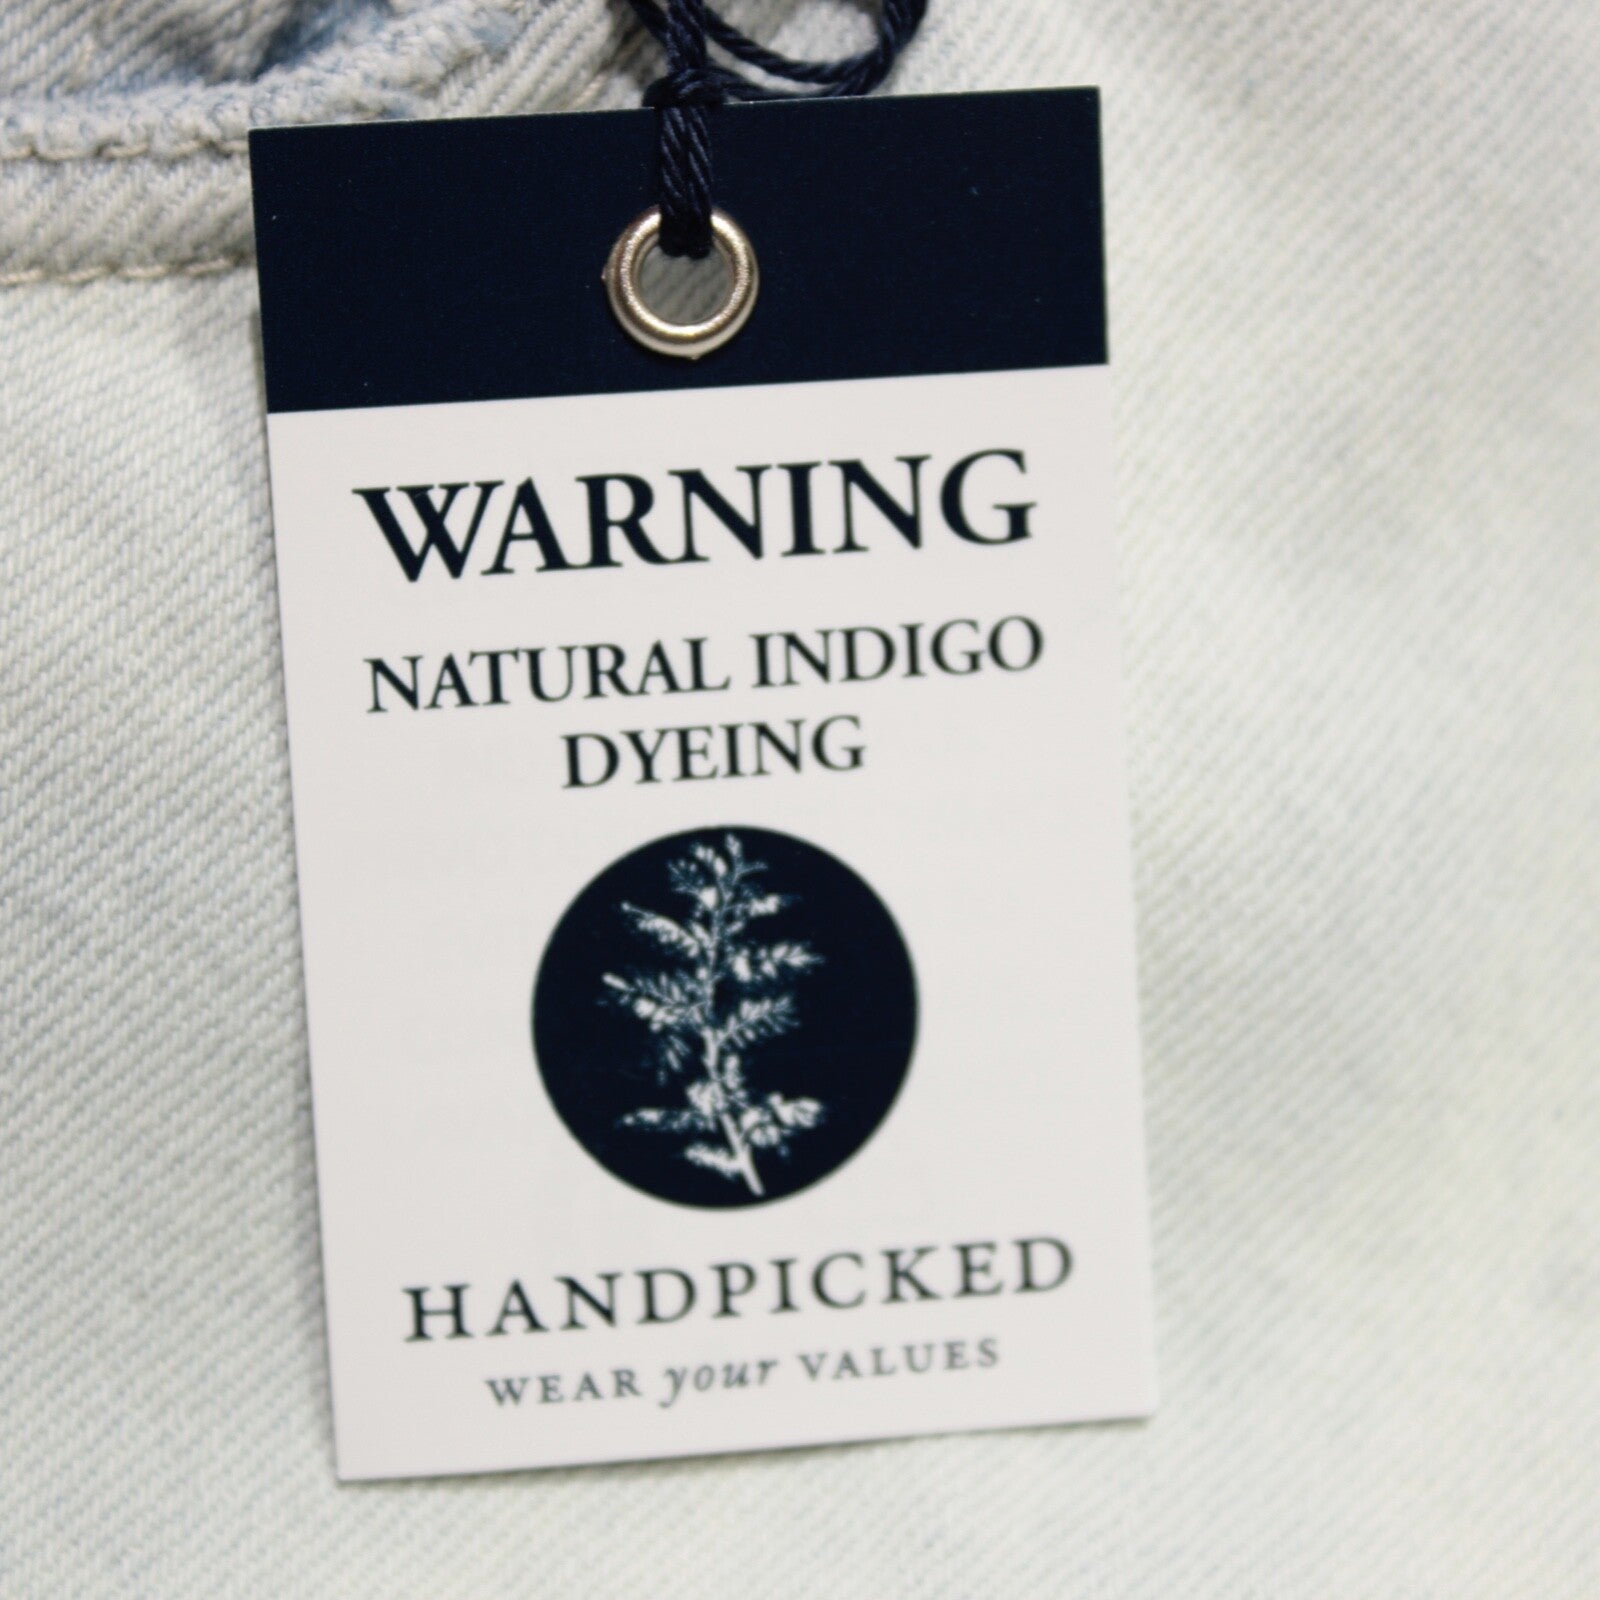 WARNING
NATURAL INDIGO
DYEING
HANDPICKED
WEAR your VALUES